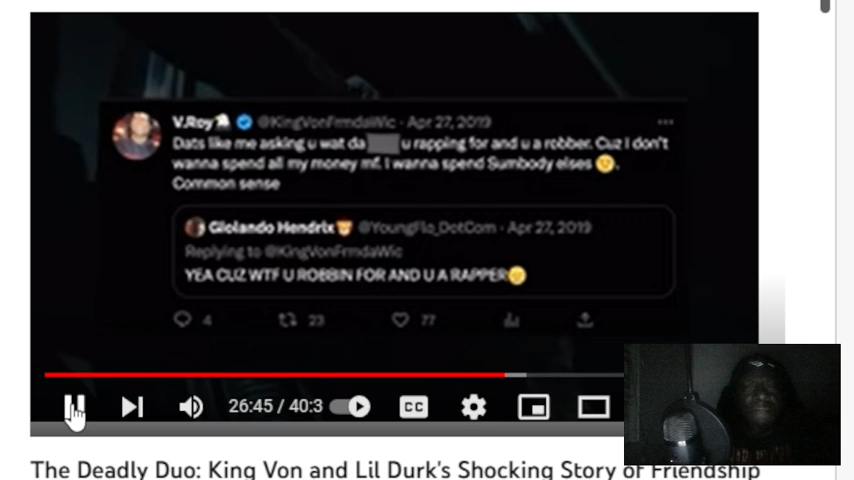 V.Roy @KingVonFrmdaWic · Apr 27, 2019
Dats like me asking u wat da u rapping for and u a robber. Cuz I don't
wanna spend all my money mf. I wanna spend Sumbody elses 😕.
Common sense
Giolando Hendrix @YoungFlo_DotCom · Apr 27, 2019
Replying to @KingVonFrmdaWic
YEA CUZ WTF U ROBBIN FOR AND U A RAPPER
4 23 77
26:45 / 40:3
CC
The Deadly Duo: King Von and Lil Durk's Shocking Story of Friendship